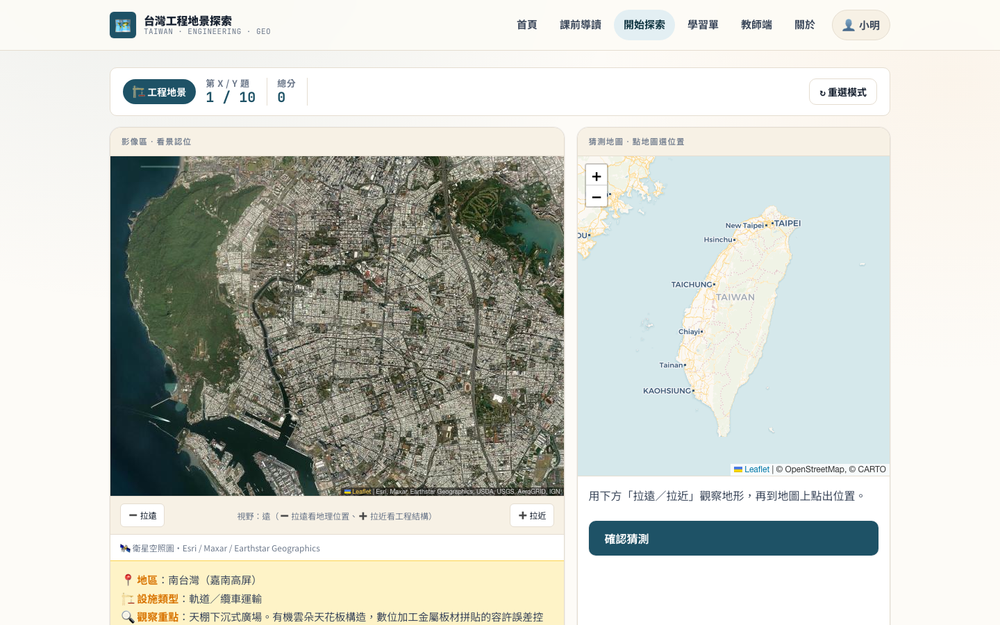 台灣工程地景探索
TAIWAN · ENGINEERING · GEO
首頁
課前導讀
開始探索
學習單
教師端
關於
小明
工程地景
第 X / Y 題
1 / 10
總分
0
↻ 重選模式
影像區 · 看景認位
Leaflet | Esri, Maxar, Earthstar Geographics, USDA, USGS, AeroGRID, IGN
拉遠
視野：遠（ 拉遠看地理位置、 拉近看工程結構）
拉近
衛星空照圖・Esri / Maxar / Earthstar Geographics
地區：南台灣（嘉南高屏）
設施類型：軌道／纜車運輸
觀察重點：天棚下沉式廣場。有機雲朵天花板構造，數位加工金屬板材拼貼的容許誤差控
猜測地圖 · 點地圖選位置
+
−
OU
New Taipei
TAIPEI
Hsinchu
TAICHUNG
TAIWAN
Chiayi
Tainan
KAOHSIUNG
Leaflet | © OpenStreetMap, © CARTO
用下方「拉遠／拉近」觀察地形，再到地圖上點出位置。
確認猜測